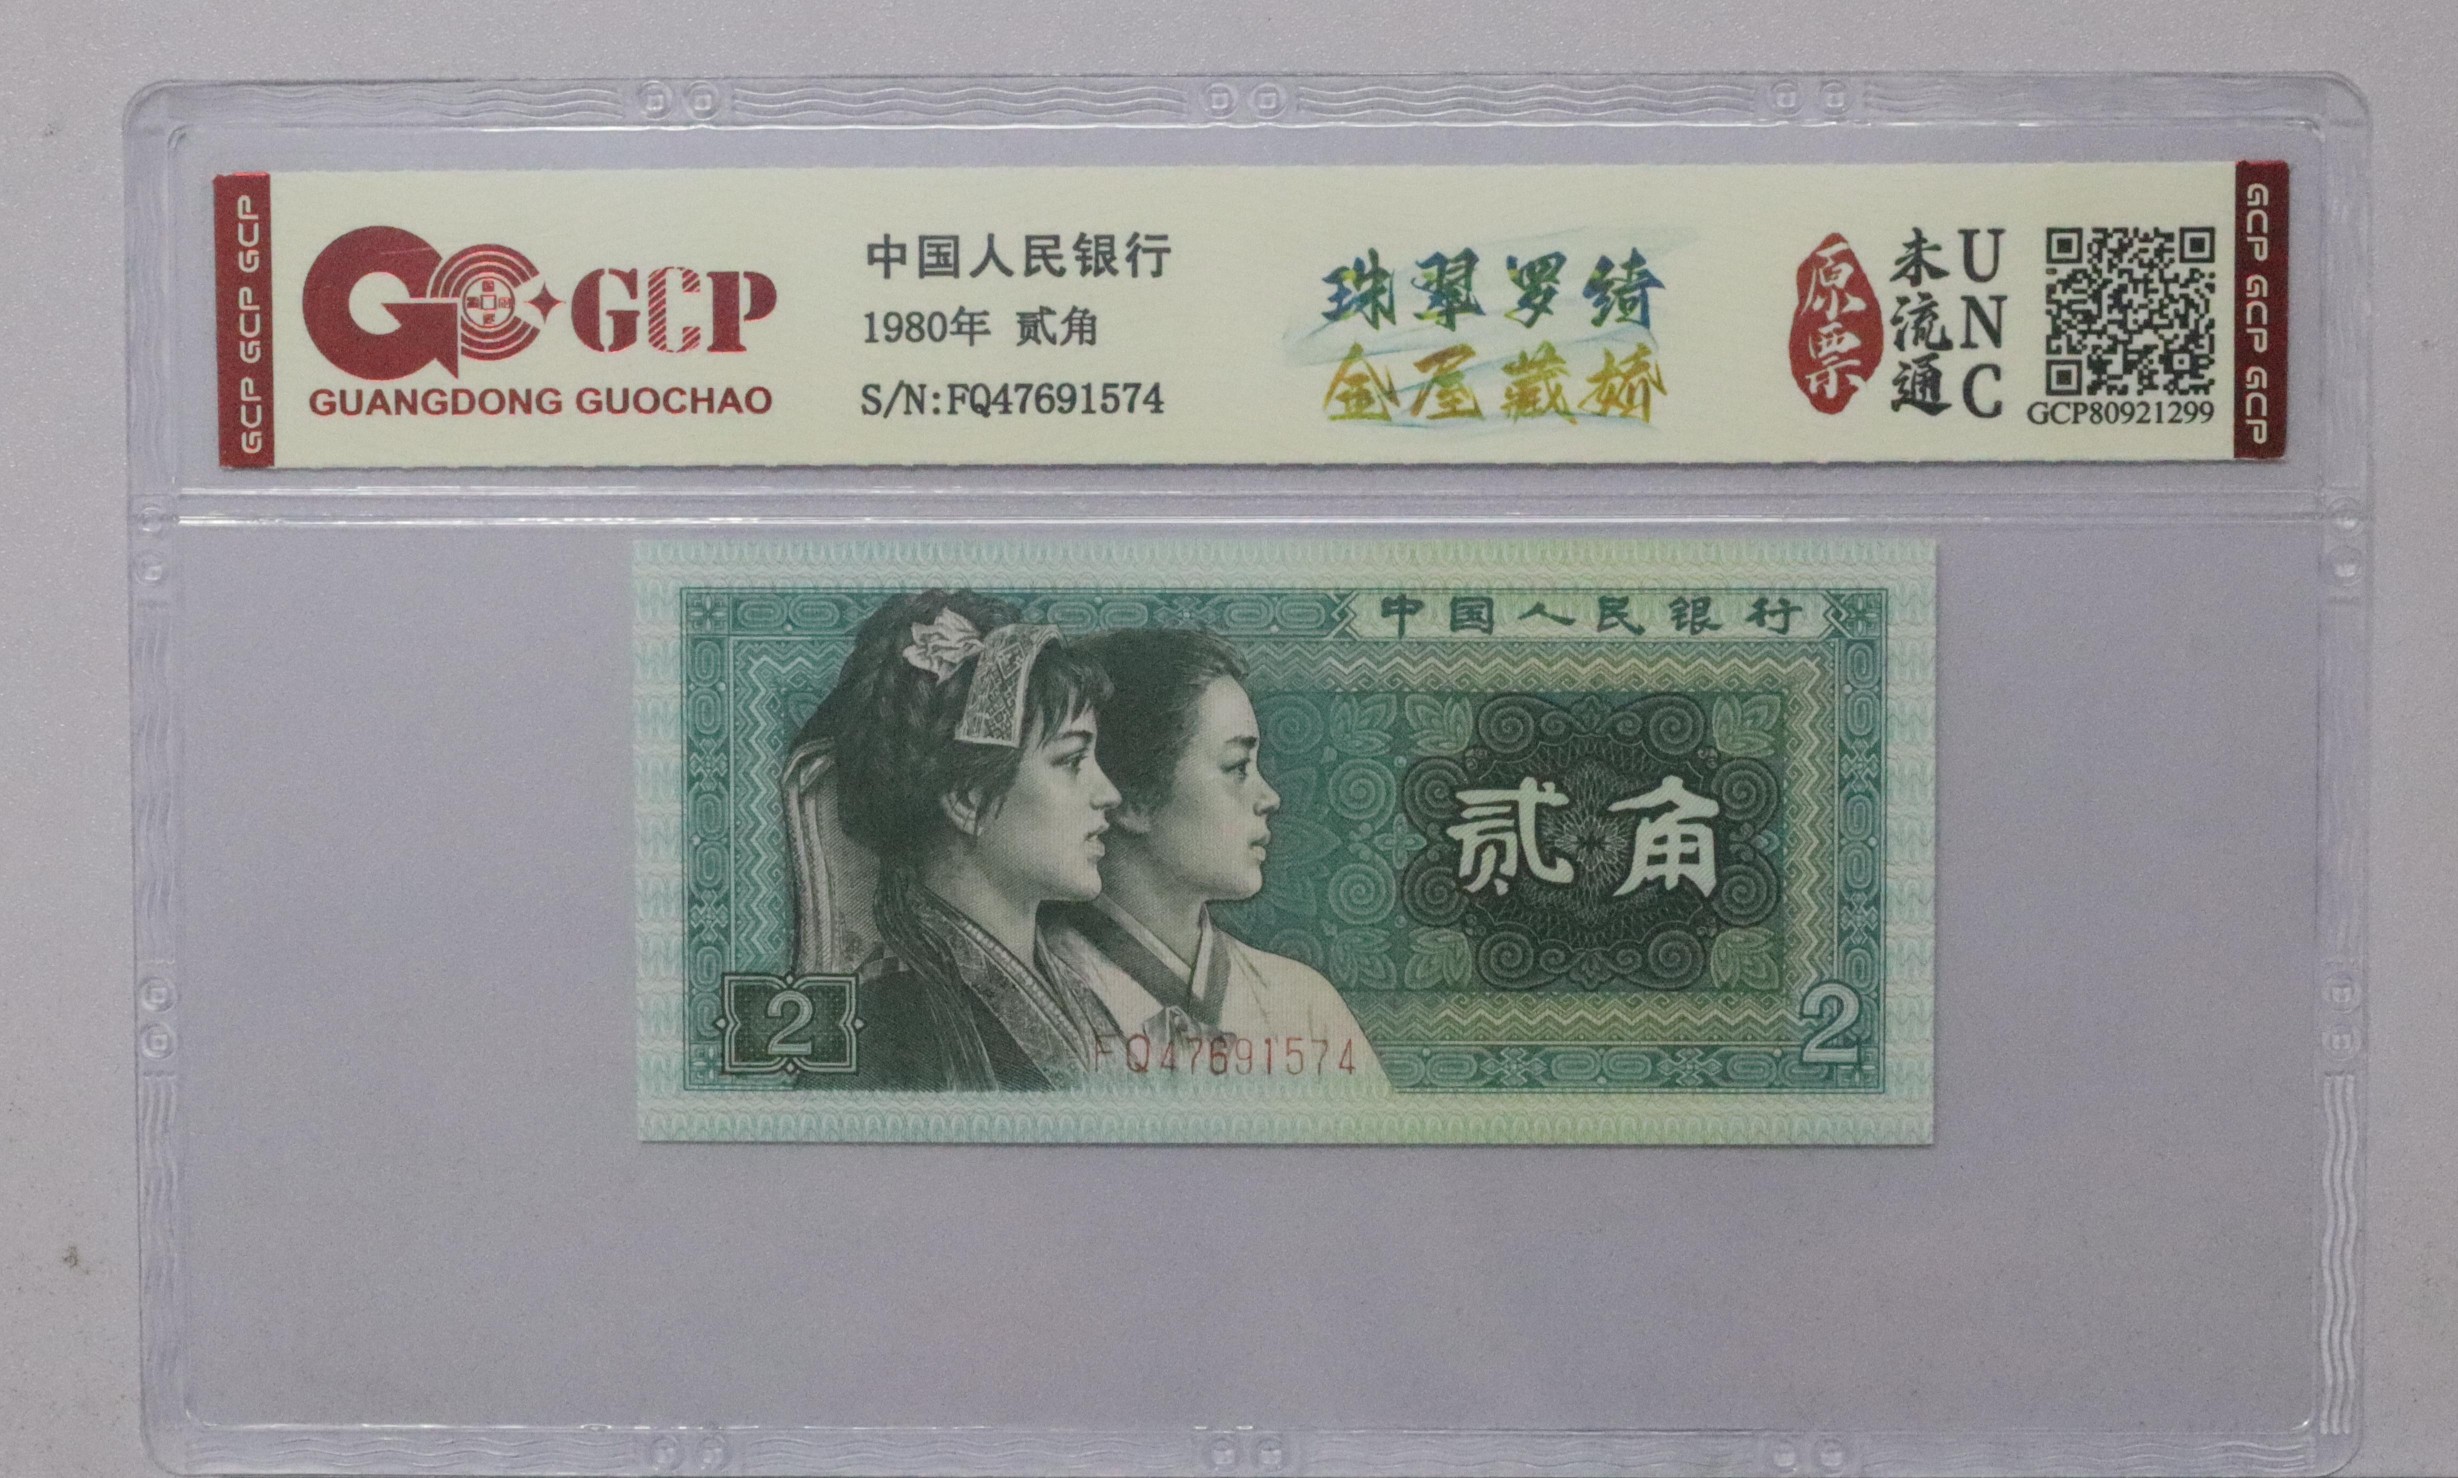 GCP GCP GCP
GCP
GUANGDONG GUOCHAO
中国人民银行
1980年 贰角
S/N:FQ47691574
珠翠罗绮
金屋藏娇
原票
未流通
UNC
GCP80921299
GCP GCP GCP
中国人民银行
贰角
2
FQ47691574
2